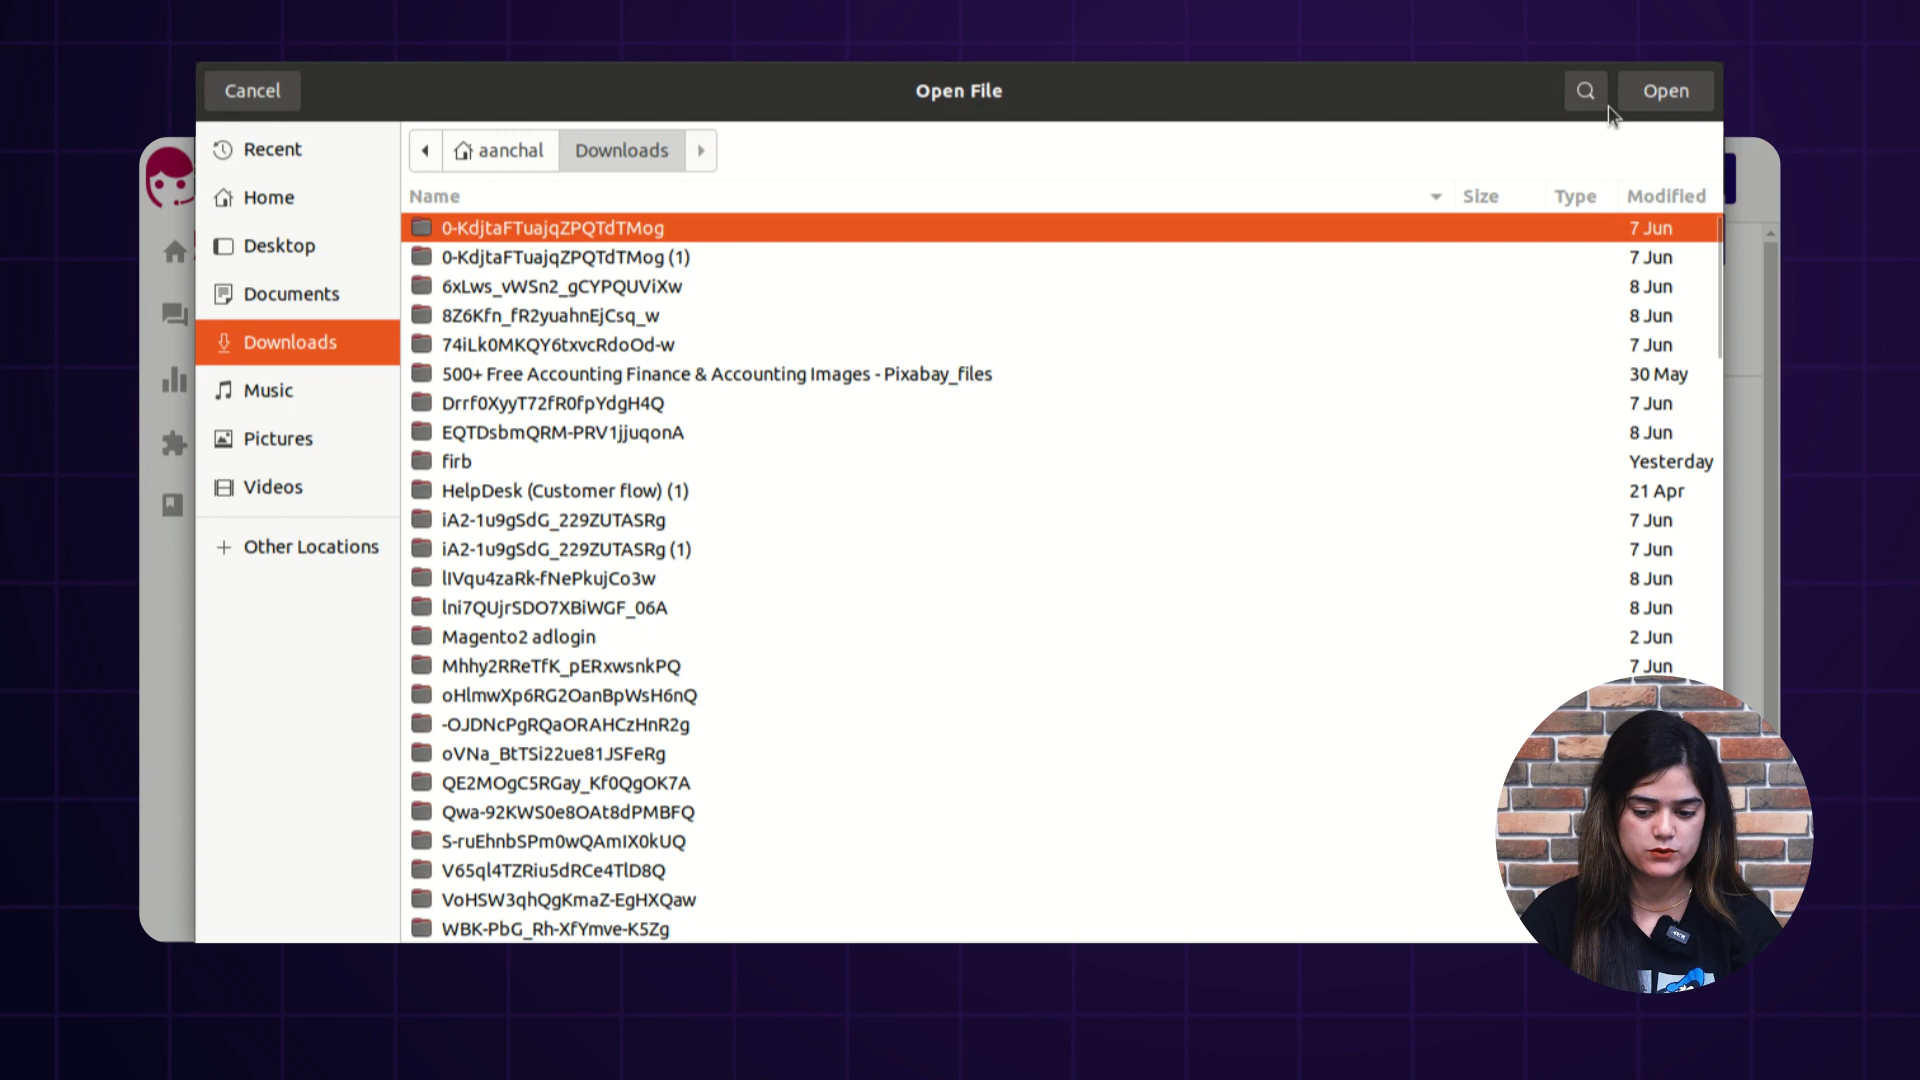 Cancel
Open File
Open
Recent
Home
Desktop
Documents
Downloads
Music
Pictures
Videos
Other Locations
aanchal
Downloads
Name Size Type Modified
0-KdjtaFTuajqZPQTdTMog 7 Jun
0-KdjtaFTuajqZPQTdTMog (1) 7 Jun
6xLws_vWSn2_gCYPQUViXw 8 Jun
8Z6Kfn_fR2yuahnEjCsq_w 8 Jun
74iLk0MKQY6txvcRdoOd-w 7 Jun
500+ Free Accounting Finance & Accounting Images - Pixabay_files 30 May
Drrf0XyyT72fR0fpYdgH4Q 7 Jun
EQTDsbmQRM-PRV1jjuqonA 8 Jun
firb Yesterday
HelpDesk (Customer flow) (1) 21 Apr
iA2-1u9gSdG_229ZUTASRg 7 Jun
iA2-1u9gSdG_229ZUTASRg (1) 7 Jun
lIVqu4zaRk-fNePkujCo3w 8 Jun
lni7QUjrSDO7XBiWGF_06A 8 Jun
Magento2 adlogin 2 Jun
Mhhy2RReTfK_pERxwsnkPQ 7 Jun
oHlmwXp6RG2OanBpWsH6nQ
-OJDNcPgRQaORAHCzHnR2g
oVNa_BtTSi22ue81JSFeRg
QE2MOgC5RGay_Kf0QgOK7A
Qwa-92KWS0e8OAt8dPMBFQ
S-ruEhnbSPm0wQAmIX0kUQ
V65ql4TZRiu5dRCe4TlD8Q
VoHSW3qhQgKmaZ-EgHXQaw
WBK-PbG_Rh-XfYmve-K5Zg